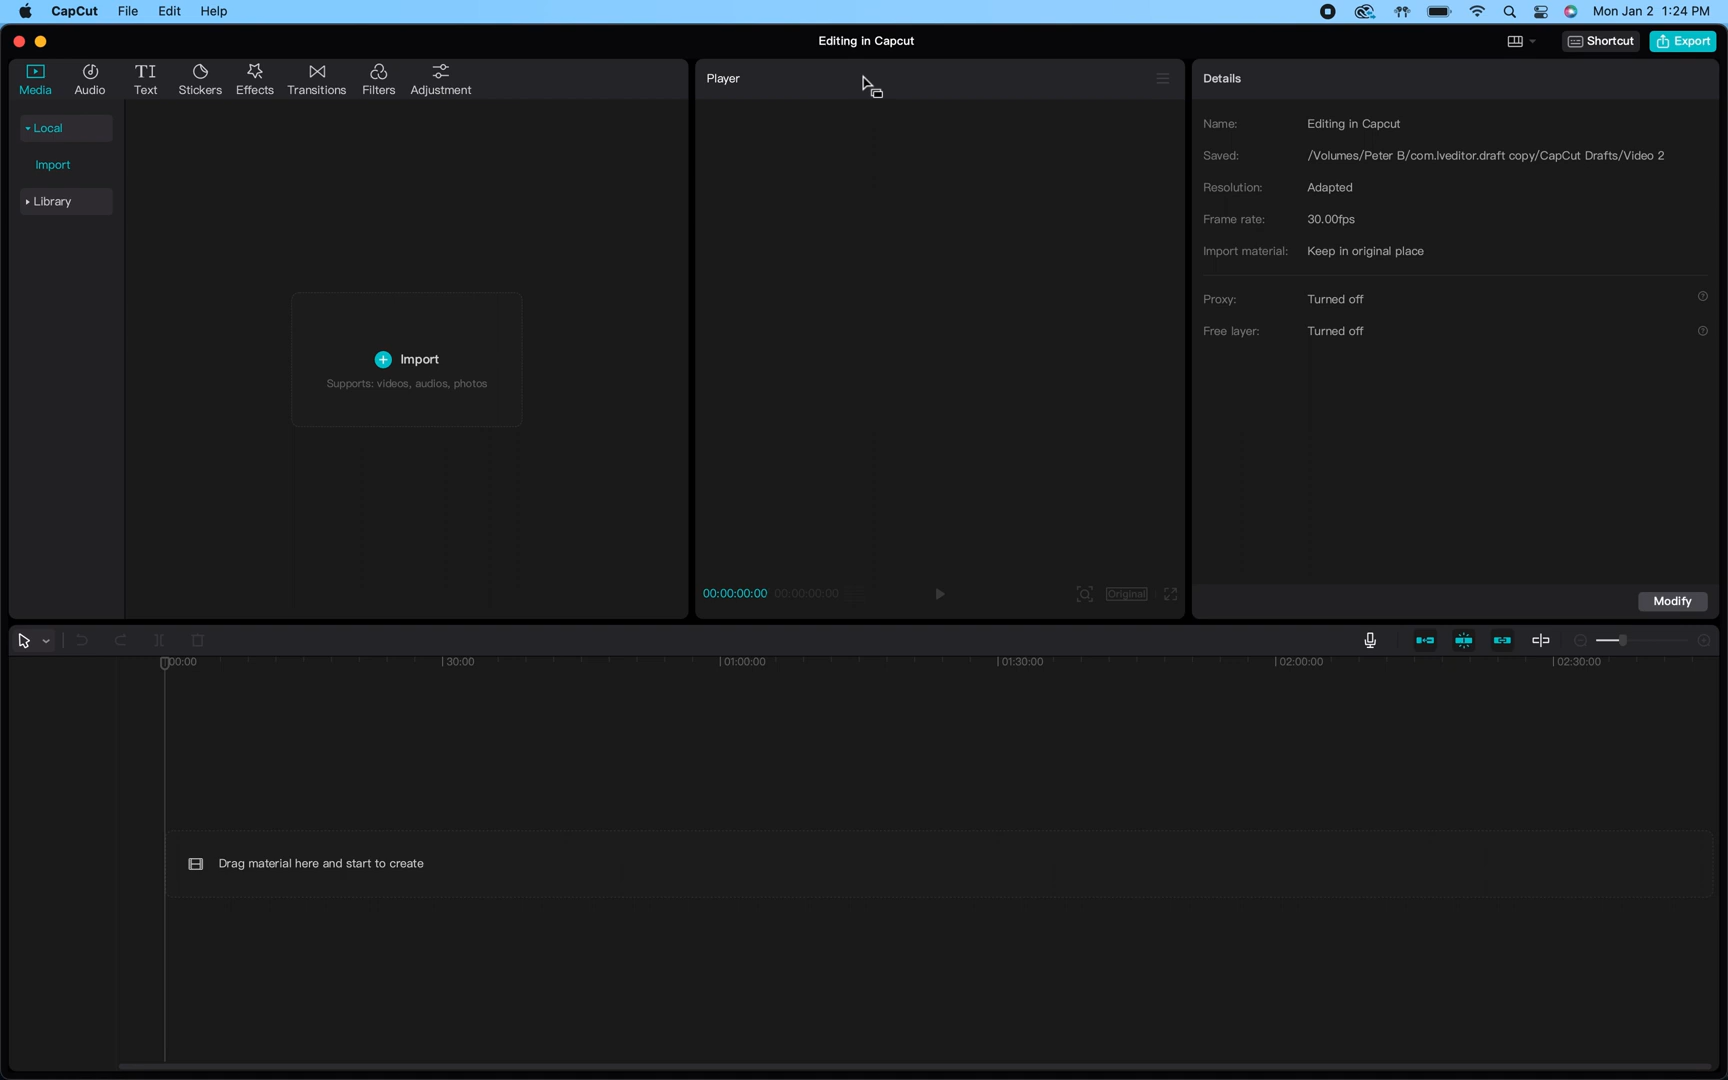 CapCut File Edit Help Mon Jan 2 1:24 PM
Editing in Capcut Shortcut Export
Media Audio Text Stickers Effects Transitions Filters Adjustment
Local
Import
Library
Import
Supports: videos, audios, photos
Player
00:00:00:00 00:00:00:00 Original
Details
Name: Editing in Capcut
Saved: /Volumes/Peter B/com.lveditor.draft copy/CapCut Drafts/Video 2
Resolution: Adapted
Frame rate: 30.00fps
Import material: Keep in original place
Proxy: Turned off
Free layer: Turned off
Modify
00:00 30:00 01:00:00 01:30:00 02:00:00 02:30:00
Drag material here and start to create